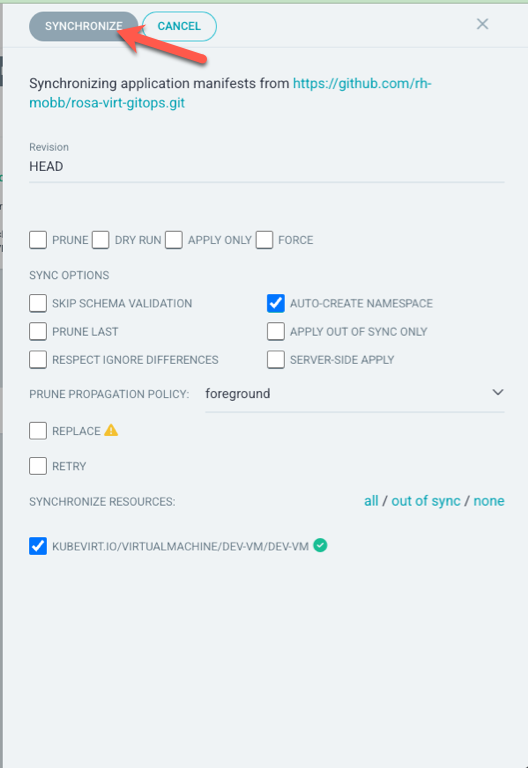 SYNCHRONIZE CANCEL
Synchronizing application manifests from https://github.com/rh-
mobb/rosa-virt-gitops.git
Revision
HEAD
PRUNE DRY RUN APPLY ONLY FORCE
SYNC OPTIONS
SKIP SCHEMA VALIDATION AUTO-CREATE NAMESPACE
PRUNE LAST APPLY OUT OF SYNC ONLY
RESPECT IGNORE DIFFERENCES SERVER-SIDE APPLY
PRUNE PROPAGATION POLICY: foreground
REPLACE
RETRY
SYNCHRONIZE RESOURCES: all / out of sync / none
KUBEVIRT.IO/VIRTUALMACHINE/DEV-VM/DEV-VM